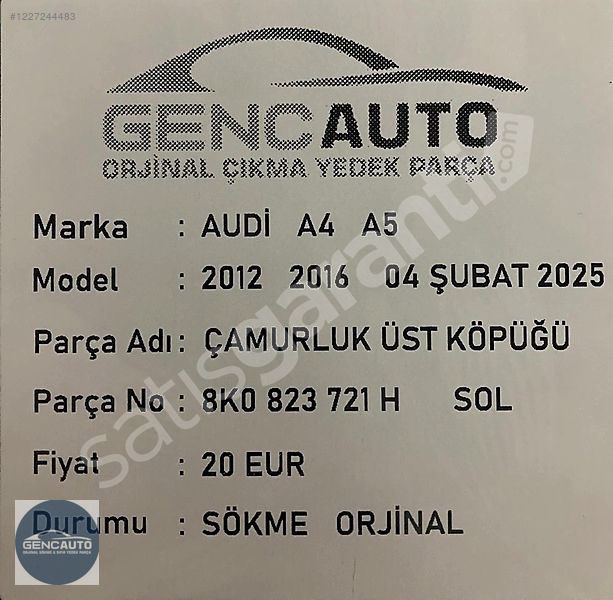 #1227244483
GENCAUTO
ORJİNAL ÇIKMA YEDEK PARÇA
satisgaranti.com
Marka : AUDİ A4 A5
Model : 2012 2016 04 ŞUBAT 2025
Parça Adı : ÇAMURLUK ÜST KÖPÜĞÜ
Parça No : 8K0 823 721 H SOL
Fiyat : 20 EUR
Durumu : SÖKME ORJİNAL
GENCAUTO